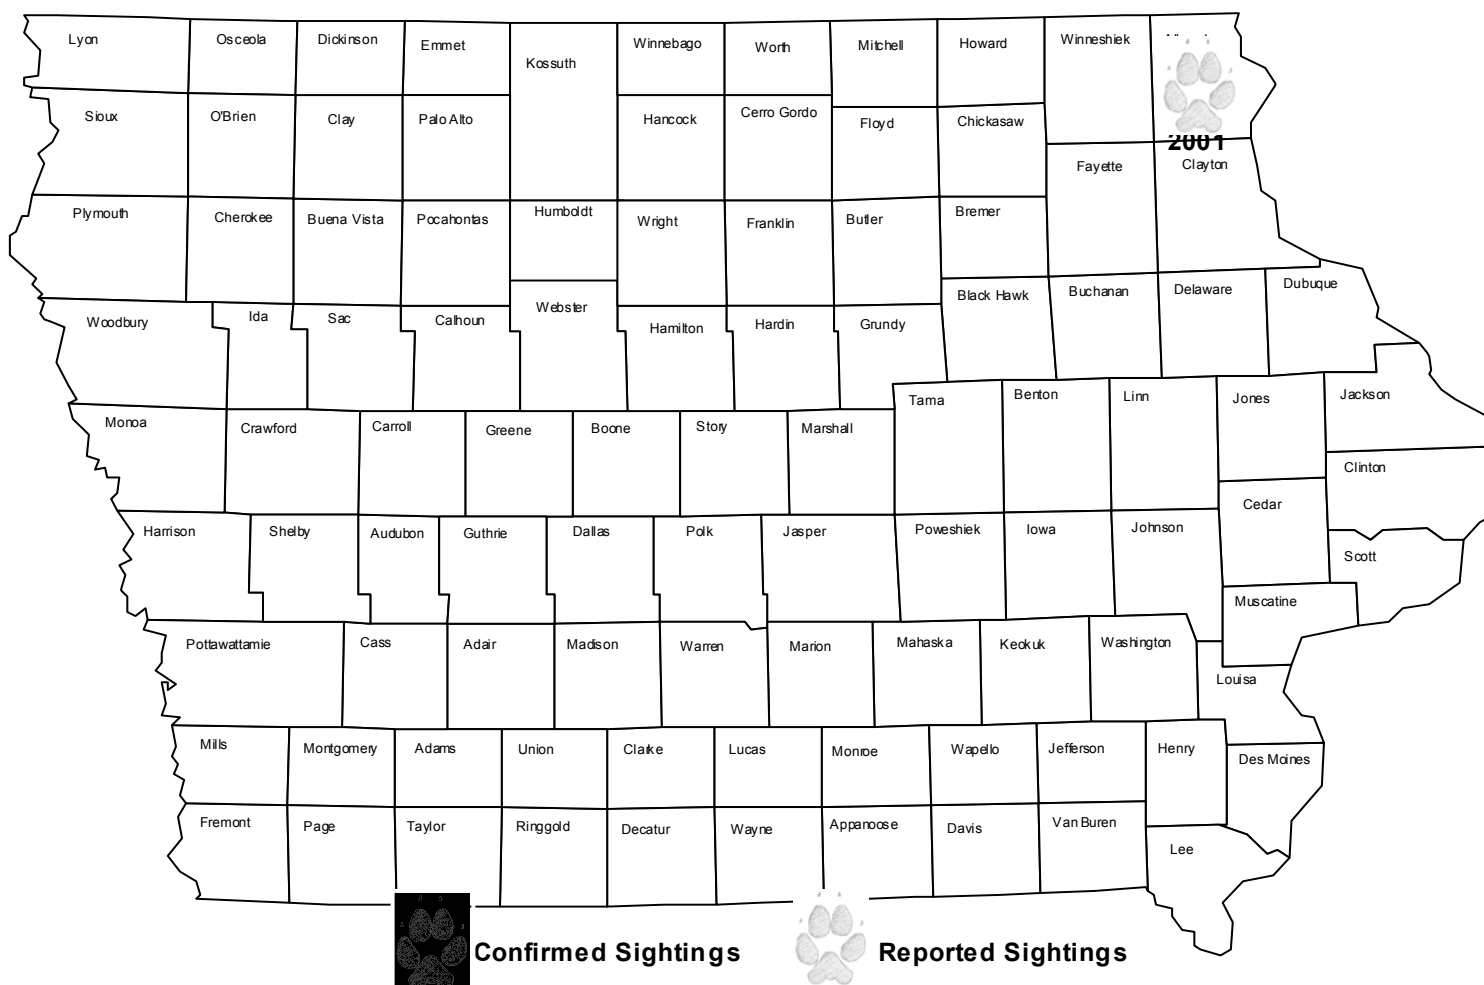 Lyon
Osceola
Dickinson
Emmet
Kossuth
Winnebago
Worth
Mitchell
Howard
Winneshiek
Sioux
O'Brien
Clay
Palo Alto
Hancock
Cerro Gordo
Floyd
Chickasaw
2001
Fayette
Clayton
Plymouth
Cherokee
Buena Vista
Pocahontas
Humboldt
Wright
Franklin
Butler
Bremer
Woodbury
Ida
Sac
Calhoun
Webster
Hamilton
Hardin
Grundy
Black Hawk
Buchanan
Delaware
Dubuque
Monoa
Crawford
Carroll
Greene
Boone
Story
Marshall
Tama
Benton
Linn
Jones
Jackson
Clinton
Cedar
Harrison
Shelby
Audubon
Guthrie
Dallas
Polk
Jasper
Poweshiek
Iowa
Johnson
Scott
Muscatine
Pottawattamie
Cass
Adair
Madison
Warren
Marion
Mahaska
Keokuk
Washington
Louisa
Mills
Montgomery
Adams
Union
Clarke
Lucas
Monroe
Wapello
Jefferson
Henry
Des Moines
Fremont
Page
Taylor
Ringgold
Decatur
Wayne
Appanoose
Davis
Van Buren
Lee
Confirmed Sightings
Reported Sightings